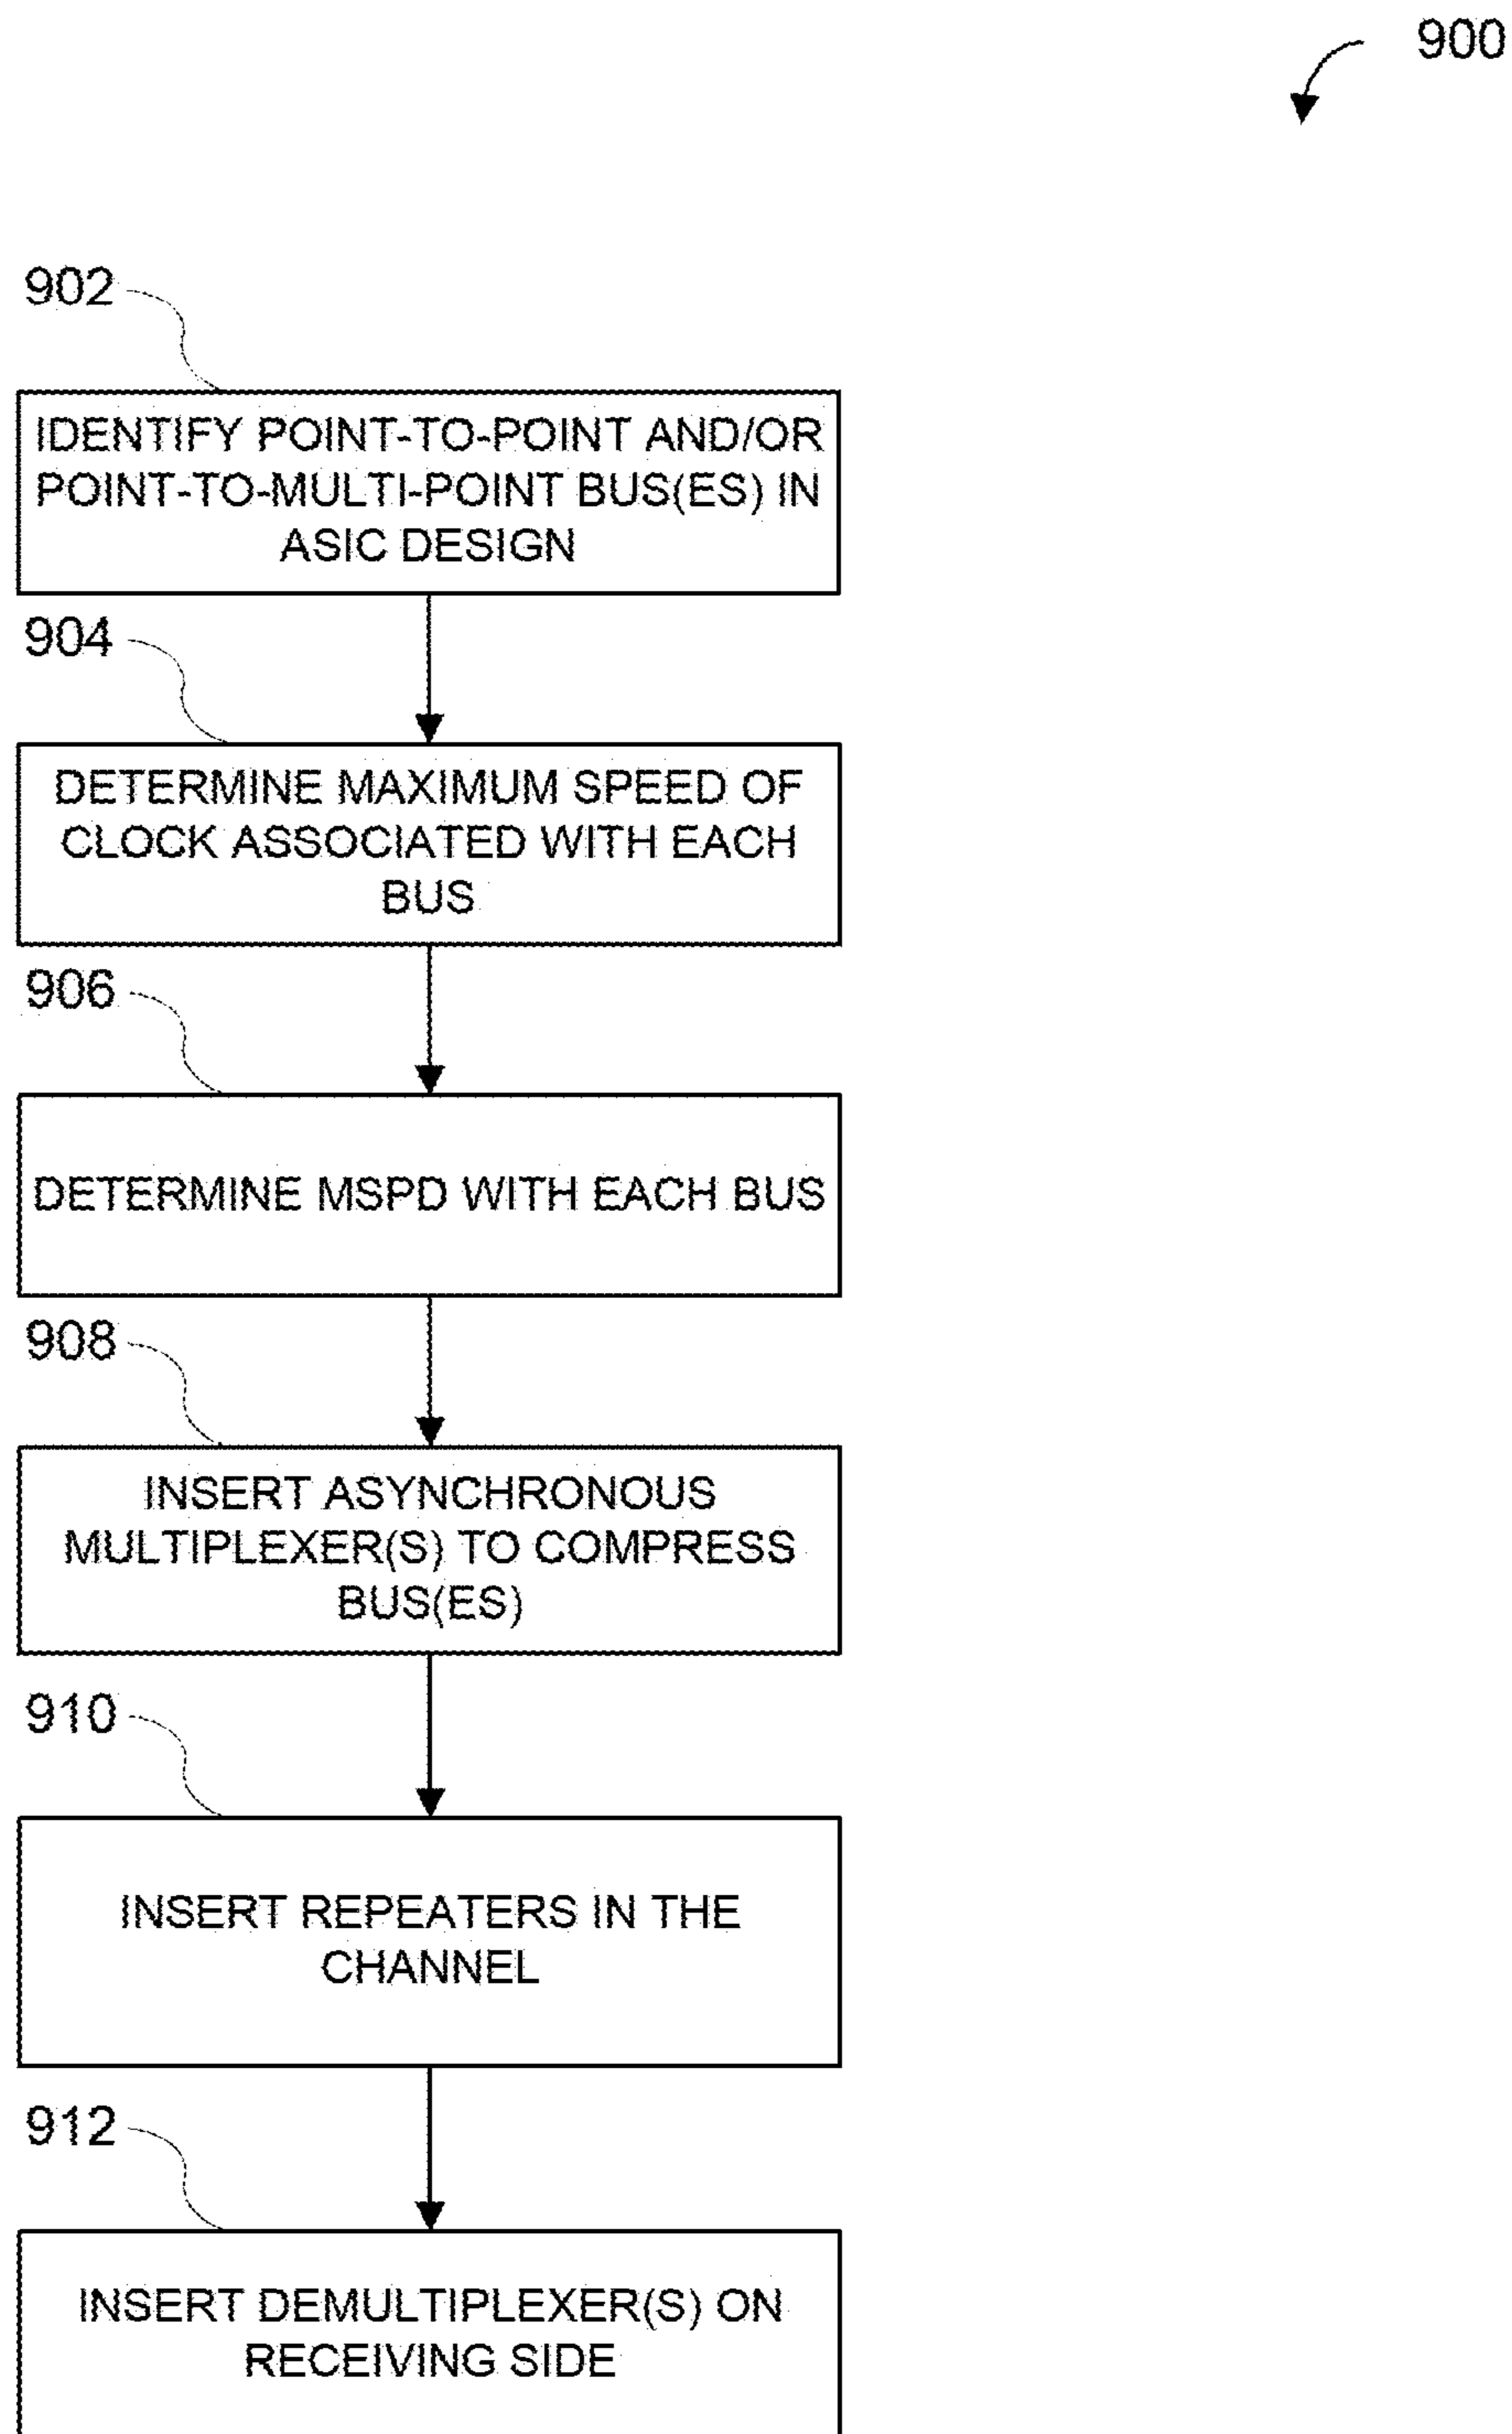 900
902
IDENTIFY POINT-TO-POINT AND/OR
POINT-TO-MULTI-POINT BUS(ES) IN
ASIC DESIGN
904
DETERMINE MAXIMUM SPEED OF
CLOCK ASSOCIATED WITH EACH
BUS
906
DETERMINE MSPD WITH EACH BUS
908
INSERT ASYNCHRONOUS
MULTIPLEXER(S) TO COMPRESS
BUS(ES)
910
INSERT REPEATERS IN THE
CHANNEL
912
INSERT DEMULTIPLEXER(S) ON
RECEIVING SIDE